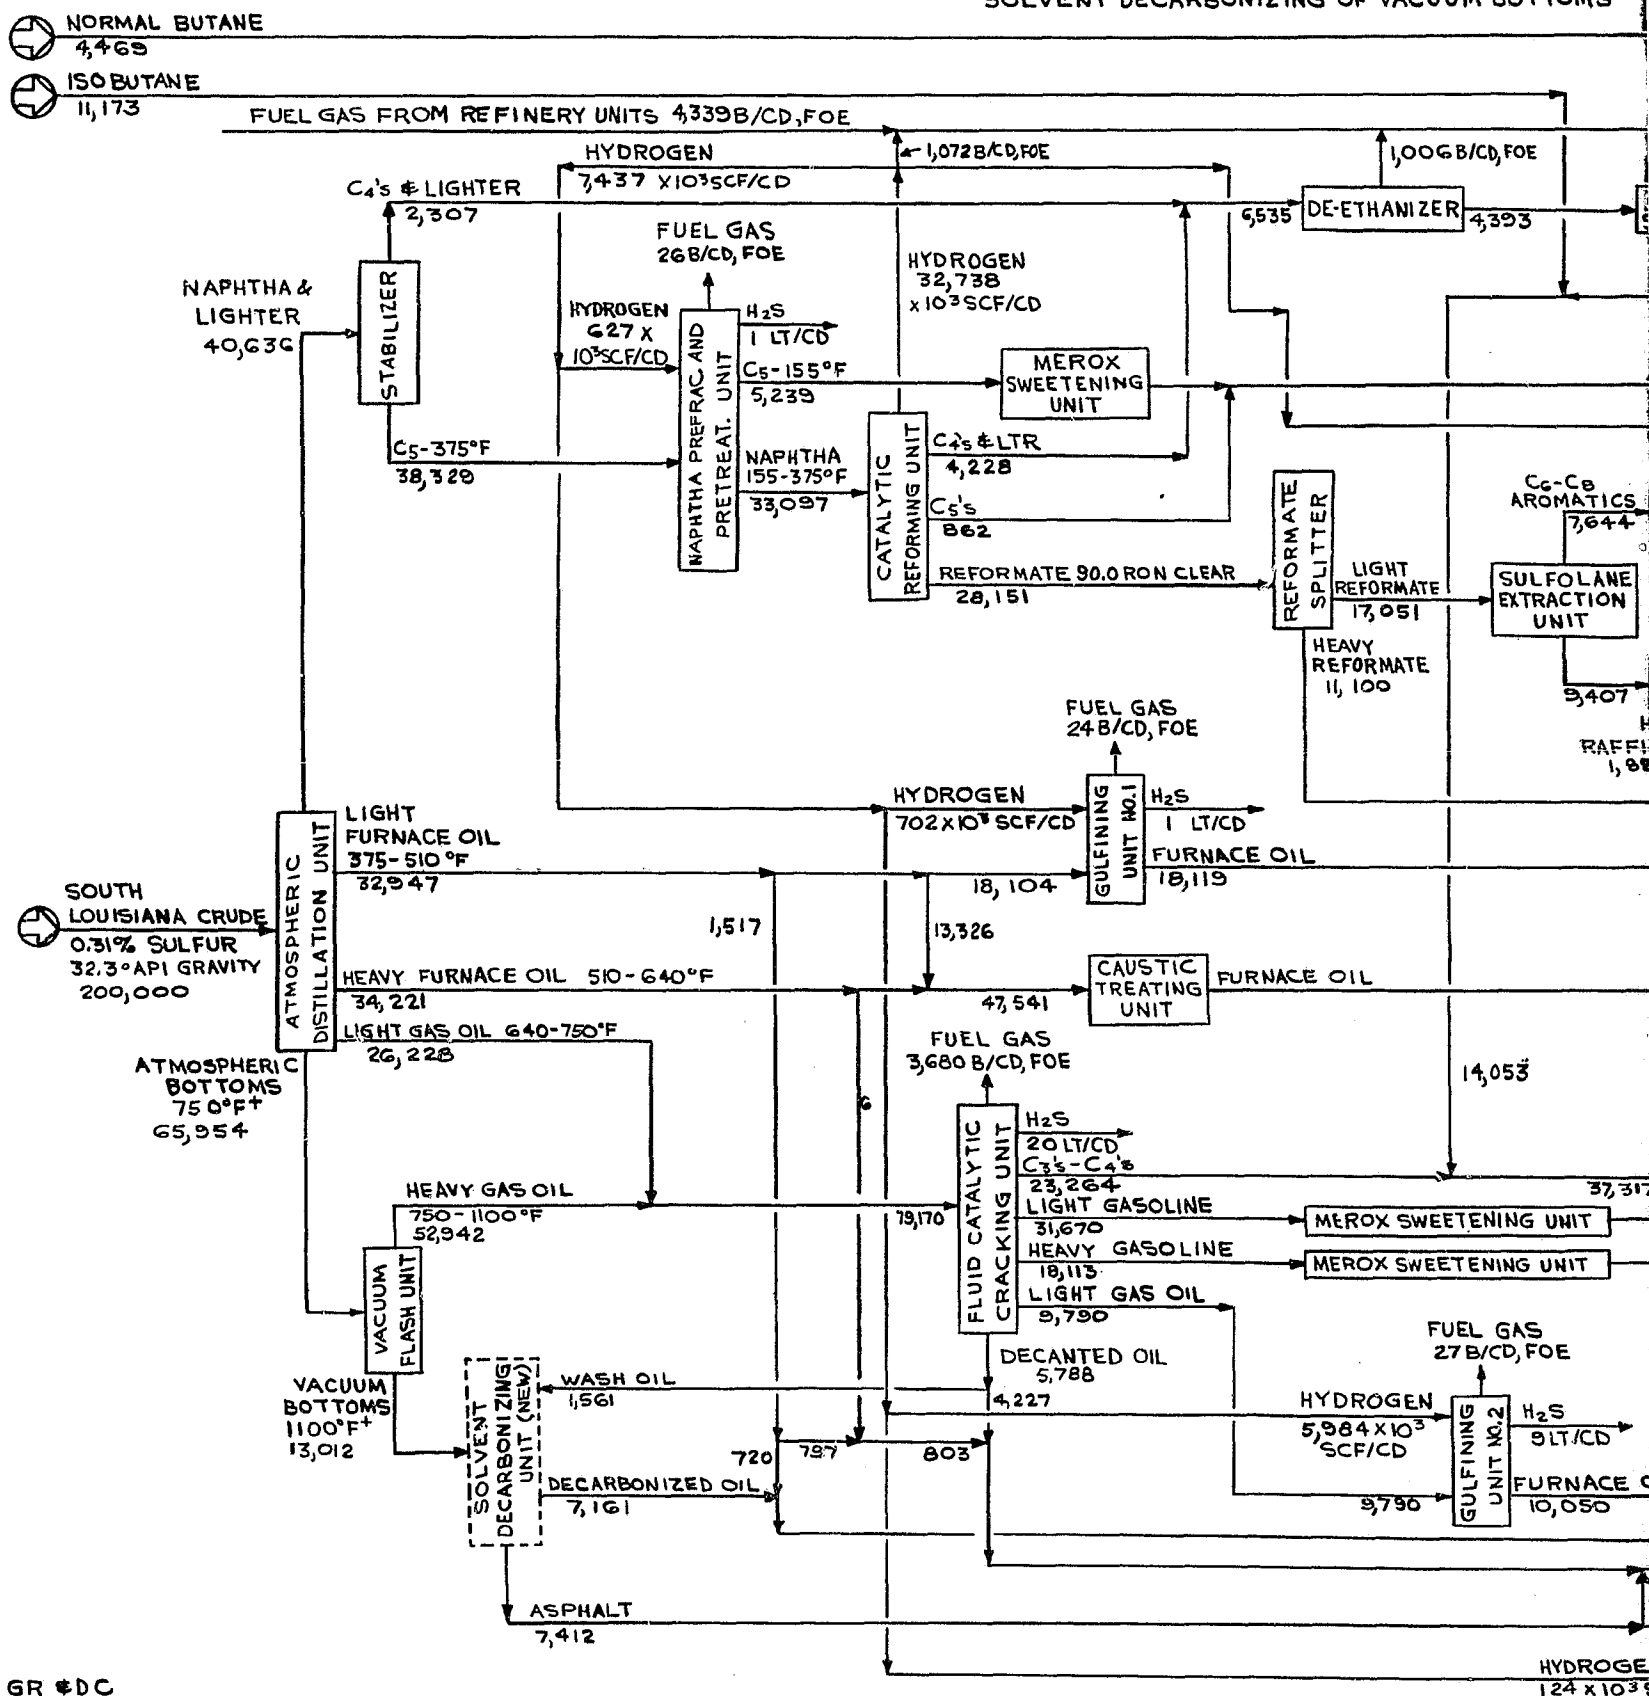 SOLVENT DECARBONIZING OF VACUUM BOTTOMS
NORMAL BUTANE
4,469
ISOBUTANE
11,173
FUEL GAS FROM REFINERY UNITS 4,339 B/CD, FOE
HYDROGEN
7,437 X10³SCF/CD
1,072 B/CD, FOE
1,006 B/CD, FOE
C₄'s & LIGHTER
2,307
6,535
DE-ETHANIZER
4,393
NAPHTHA &
LIGHTER
40,636
STABILIZER
FUEL GAS
26 B/CD, FOE
HYDROGEN
627 X
10³SCF/CD
NAPHTHA PREFRAC. AND
PRETREAT. UNIT
H₂S
1 LT/CD
C₅-155°F
5,239
HYDROGEN
32,738
X10³SCF/CD
MEROX
SWEETENING
UNIT
C₅-375°F
38,329
NAPHTHA
155-375°F
33,097
CATALYTIC
REFORMING UNIT
C₄'s & LTR
4,228
C₅'s
862
REFORMATE 90.0 RON CLEAR
28,151
REFORMATE
SPLITTER
LIGHT
REFORMATE
17,051
HEAVY
REFORMATE
11,100
C₆-C₈
AROMATICS
7,644
SULFOLANE
EXTRACTION
UNIT
9,407
FUEL GAS
24 B/CD, FOE
HYDROGEN
702 X10³ SCF/CD
GULFINING
UNIT NO.1
H₂S
1 LT/CD
FURNACE OIL
18,119
SOUTH
LOUISIANA CRUDE
0.31% SULFUR
32.3° API GRAVITY
200,000
ATMOSPHERIC
DISTILLATION UNIT
LIGHT
FURNACE OIL
375-510°F
32,947
18,104
1,517
13,326
HEAVY FURNACE OIL 510-640°F
34,221
47,541
CAUSTIC
TREATING
UNIT
FURNACE OIL
LIGHT GAS OIL 640-750°F
26,228
ATMOSPHERIC
BOTTOMS
750°F+
65,954
6
FUEL GAS
3,680 B/CD, FOE
14,053
FLUID CATALYTIC
CRACKING UNIT
H₂S
20 LT/CD
C₃'s-C₄'s
23,264
37,317
HEAVY GAS OIL
750-1100°F
52,942
79,170
LIGHT GASOLINE
31,670
MEROX SWEETENING UNIT
HEAVY GASOLINE
18,113
MEROX SWEETENING UNIT
LIGHT GAS OIL
9,790
VACUUM
FLASH UNIT
DECANTED OIL
5,788
VACUUM
BOTTOMS
1100°F+
13,012
SOLVENT
DECARBONIZING
UNIT (NEW)
WASH OIL
1,561
4,227
720
797
803
DECARBONIZED OIL
7,161
FUEL GAS
27 B/CD, FOE
HYDROGEN
5,984 X10³
SCF/CD
9,790
GULFINING
UNIT NO.2
H₂S
9 LT/CD
FURNACE
10,050
ASPHALT
7,412
124 X10³
GR & DC